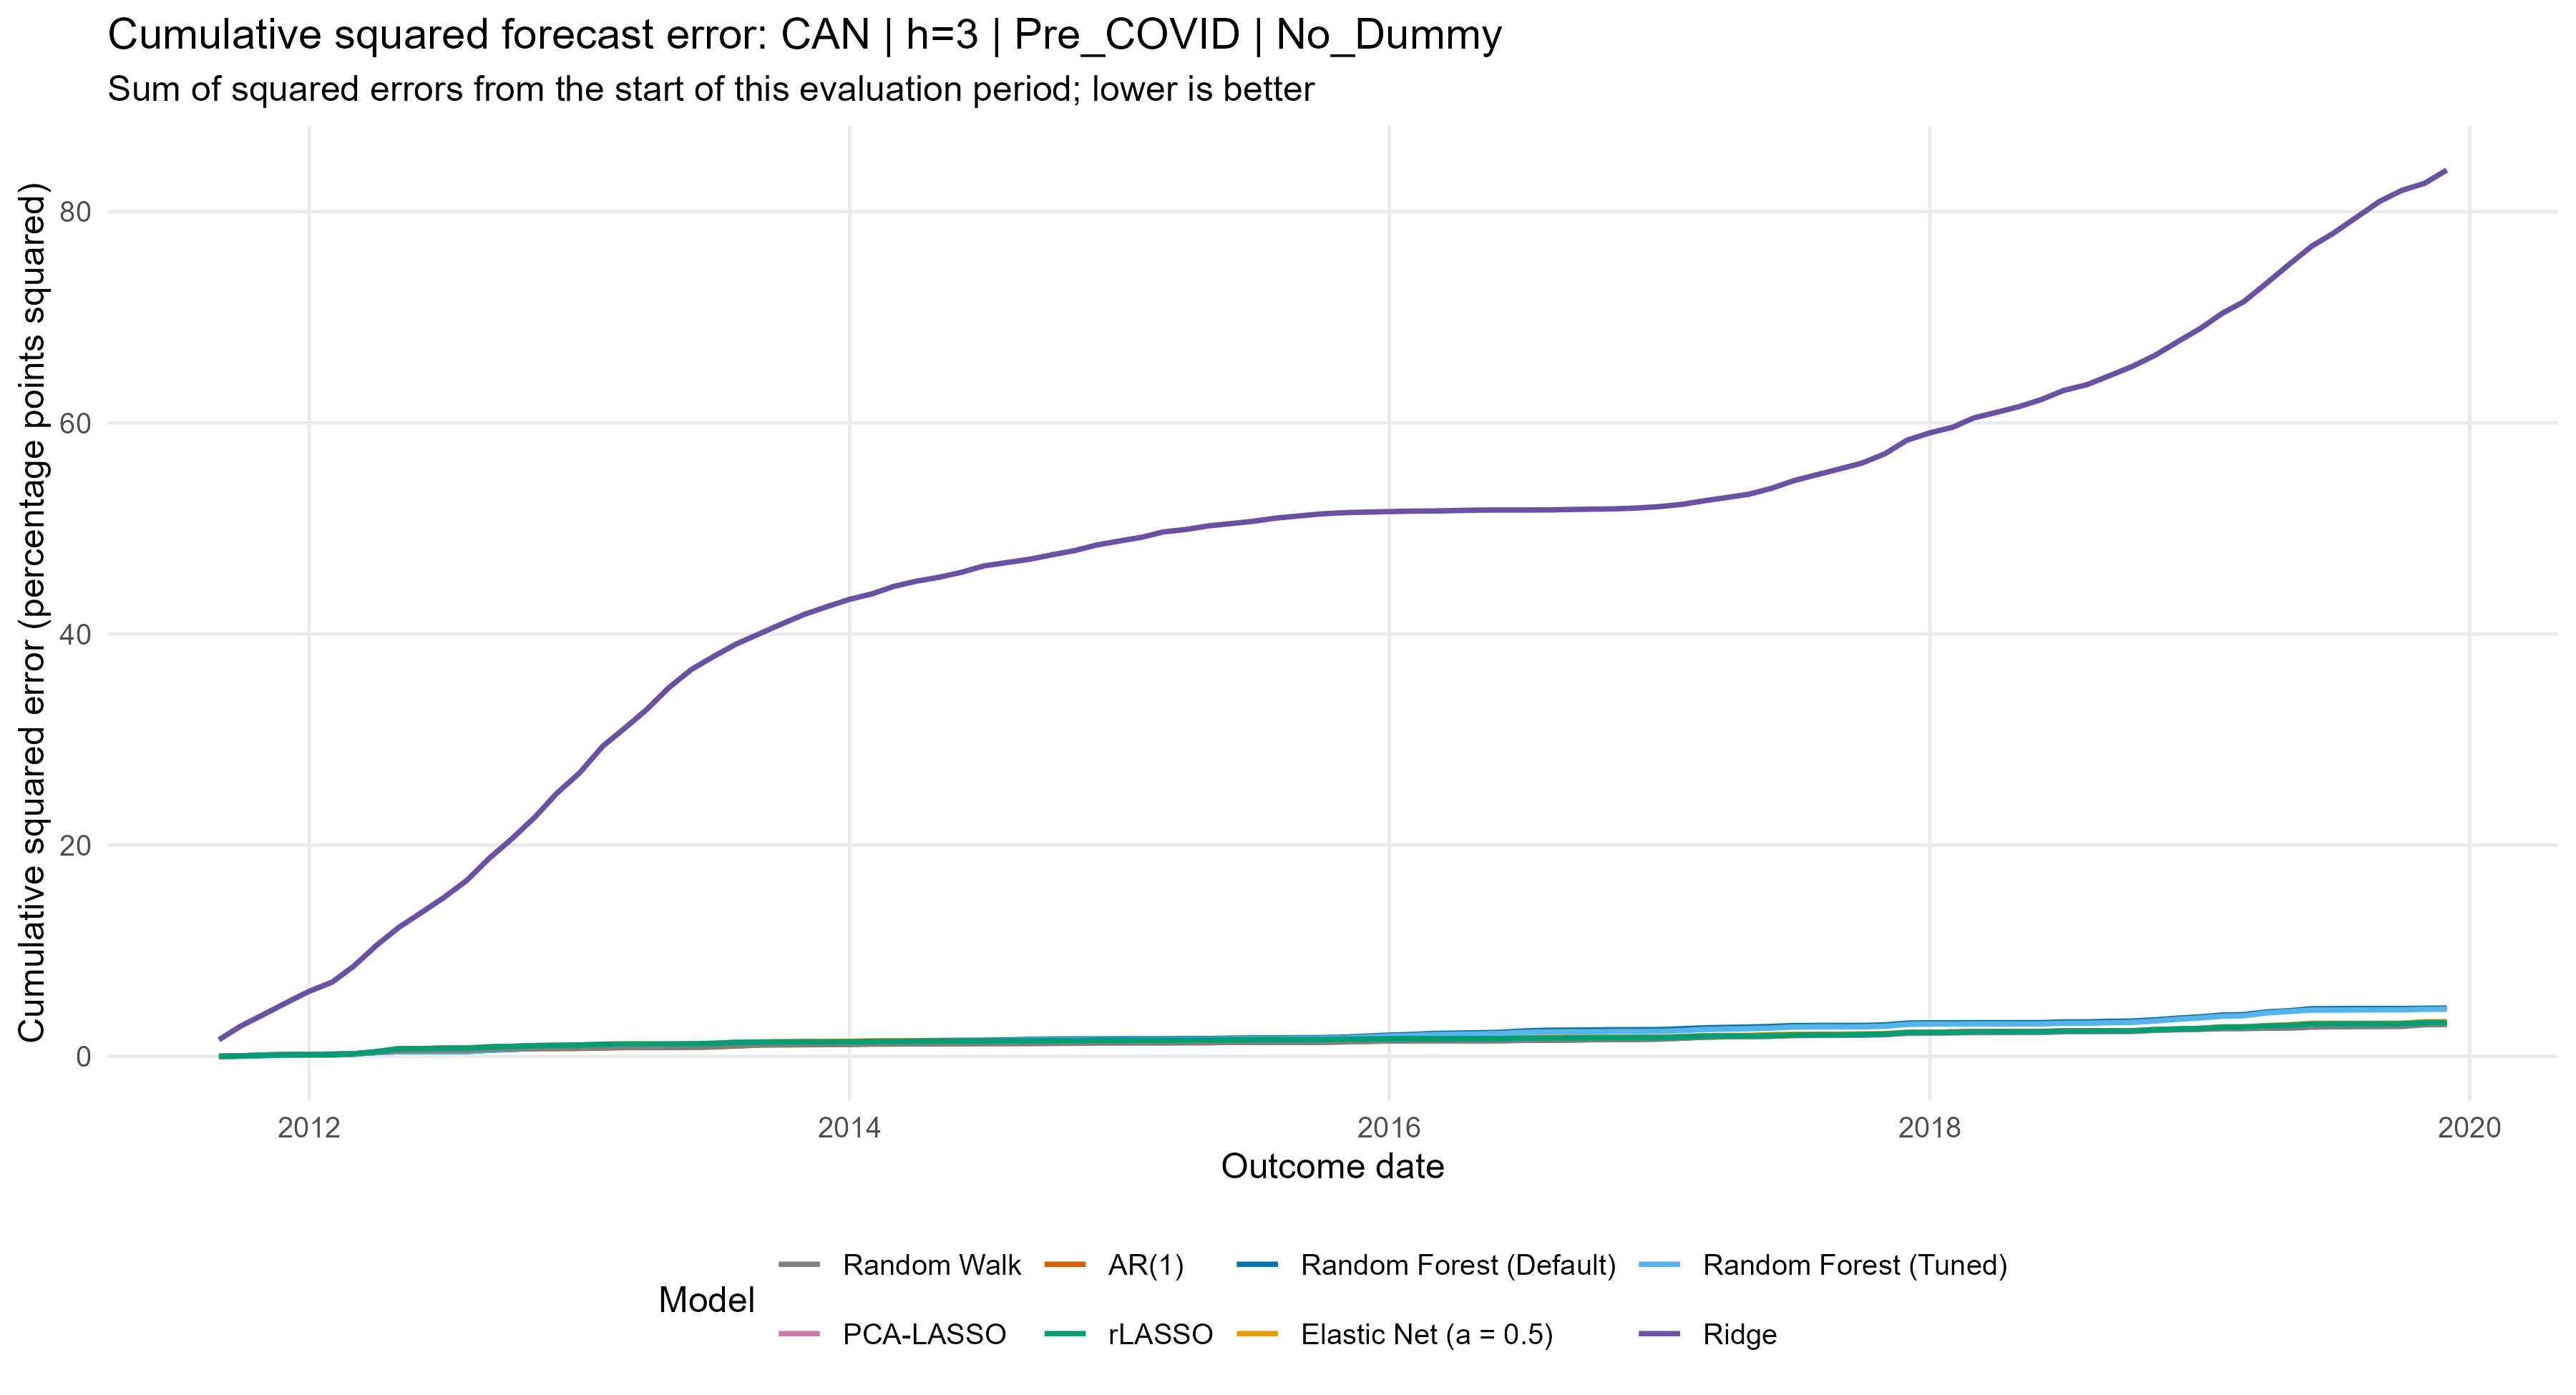 Cumulative squared forecast error: CAN | h=3 | Pre_COVID | No_Dummy
Sum of squared errors from the start of this evaluation period; lower is better
Cumulative squared error (percentage points squared)
80
60
40
20
0
2012 2014 2016 2018 2020
Outcome date
Model
Random Walk AR(1) Random Forest (Default) Random Forest (Tuned)
PCA-LASSO rLASSO Elastic Net (a = 0.5) Ridge